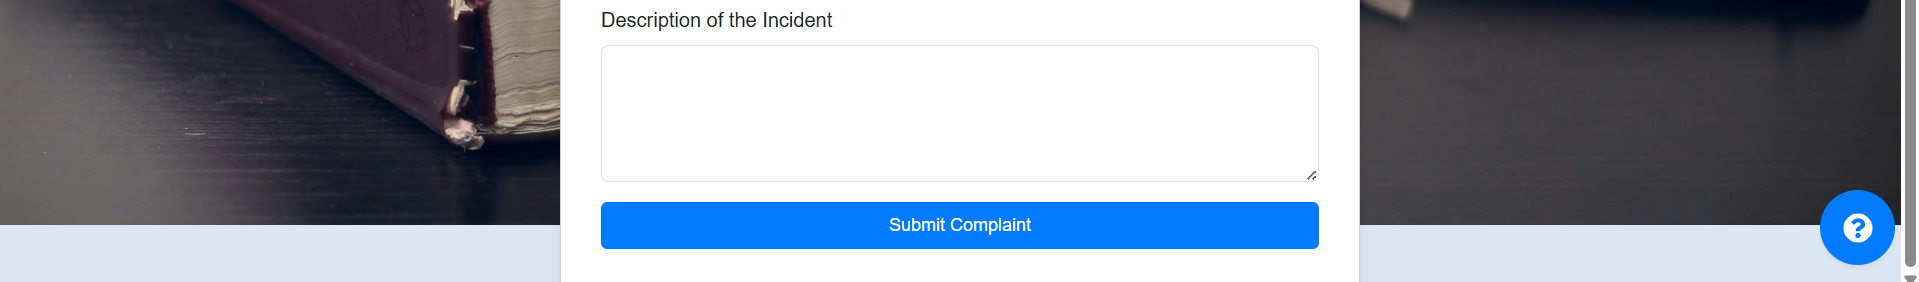 Description of the Incident
Submit Complaint